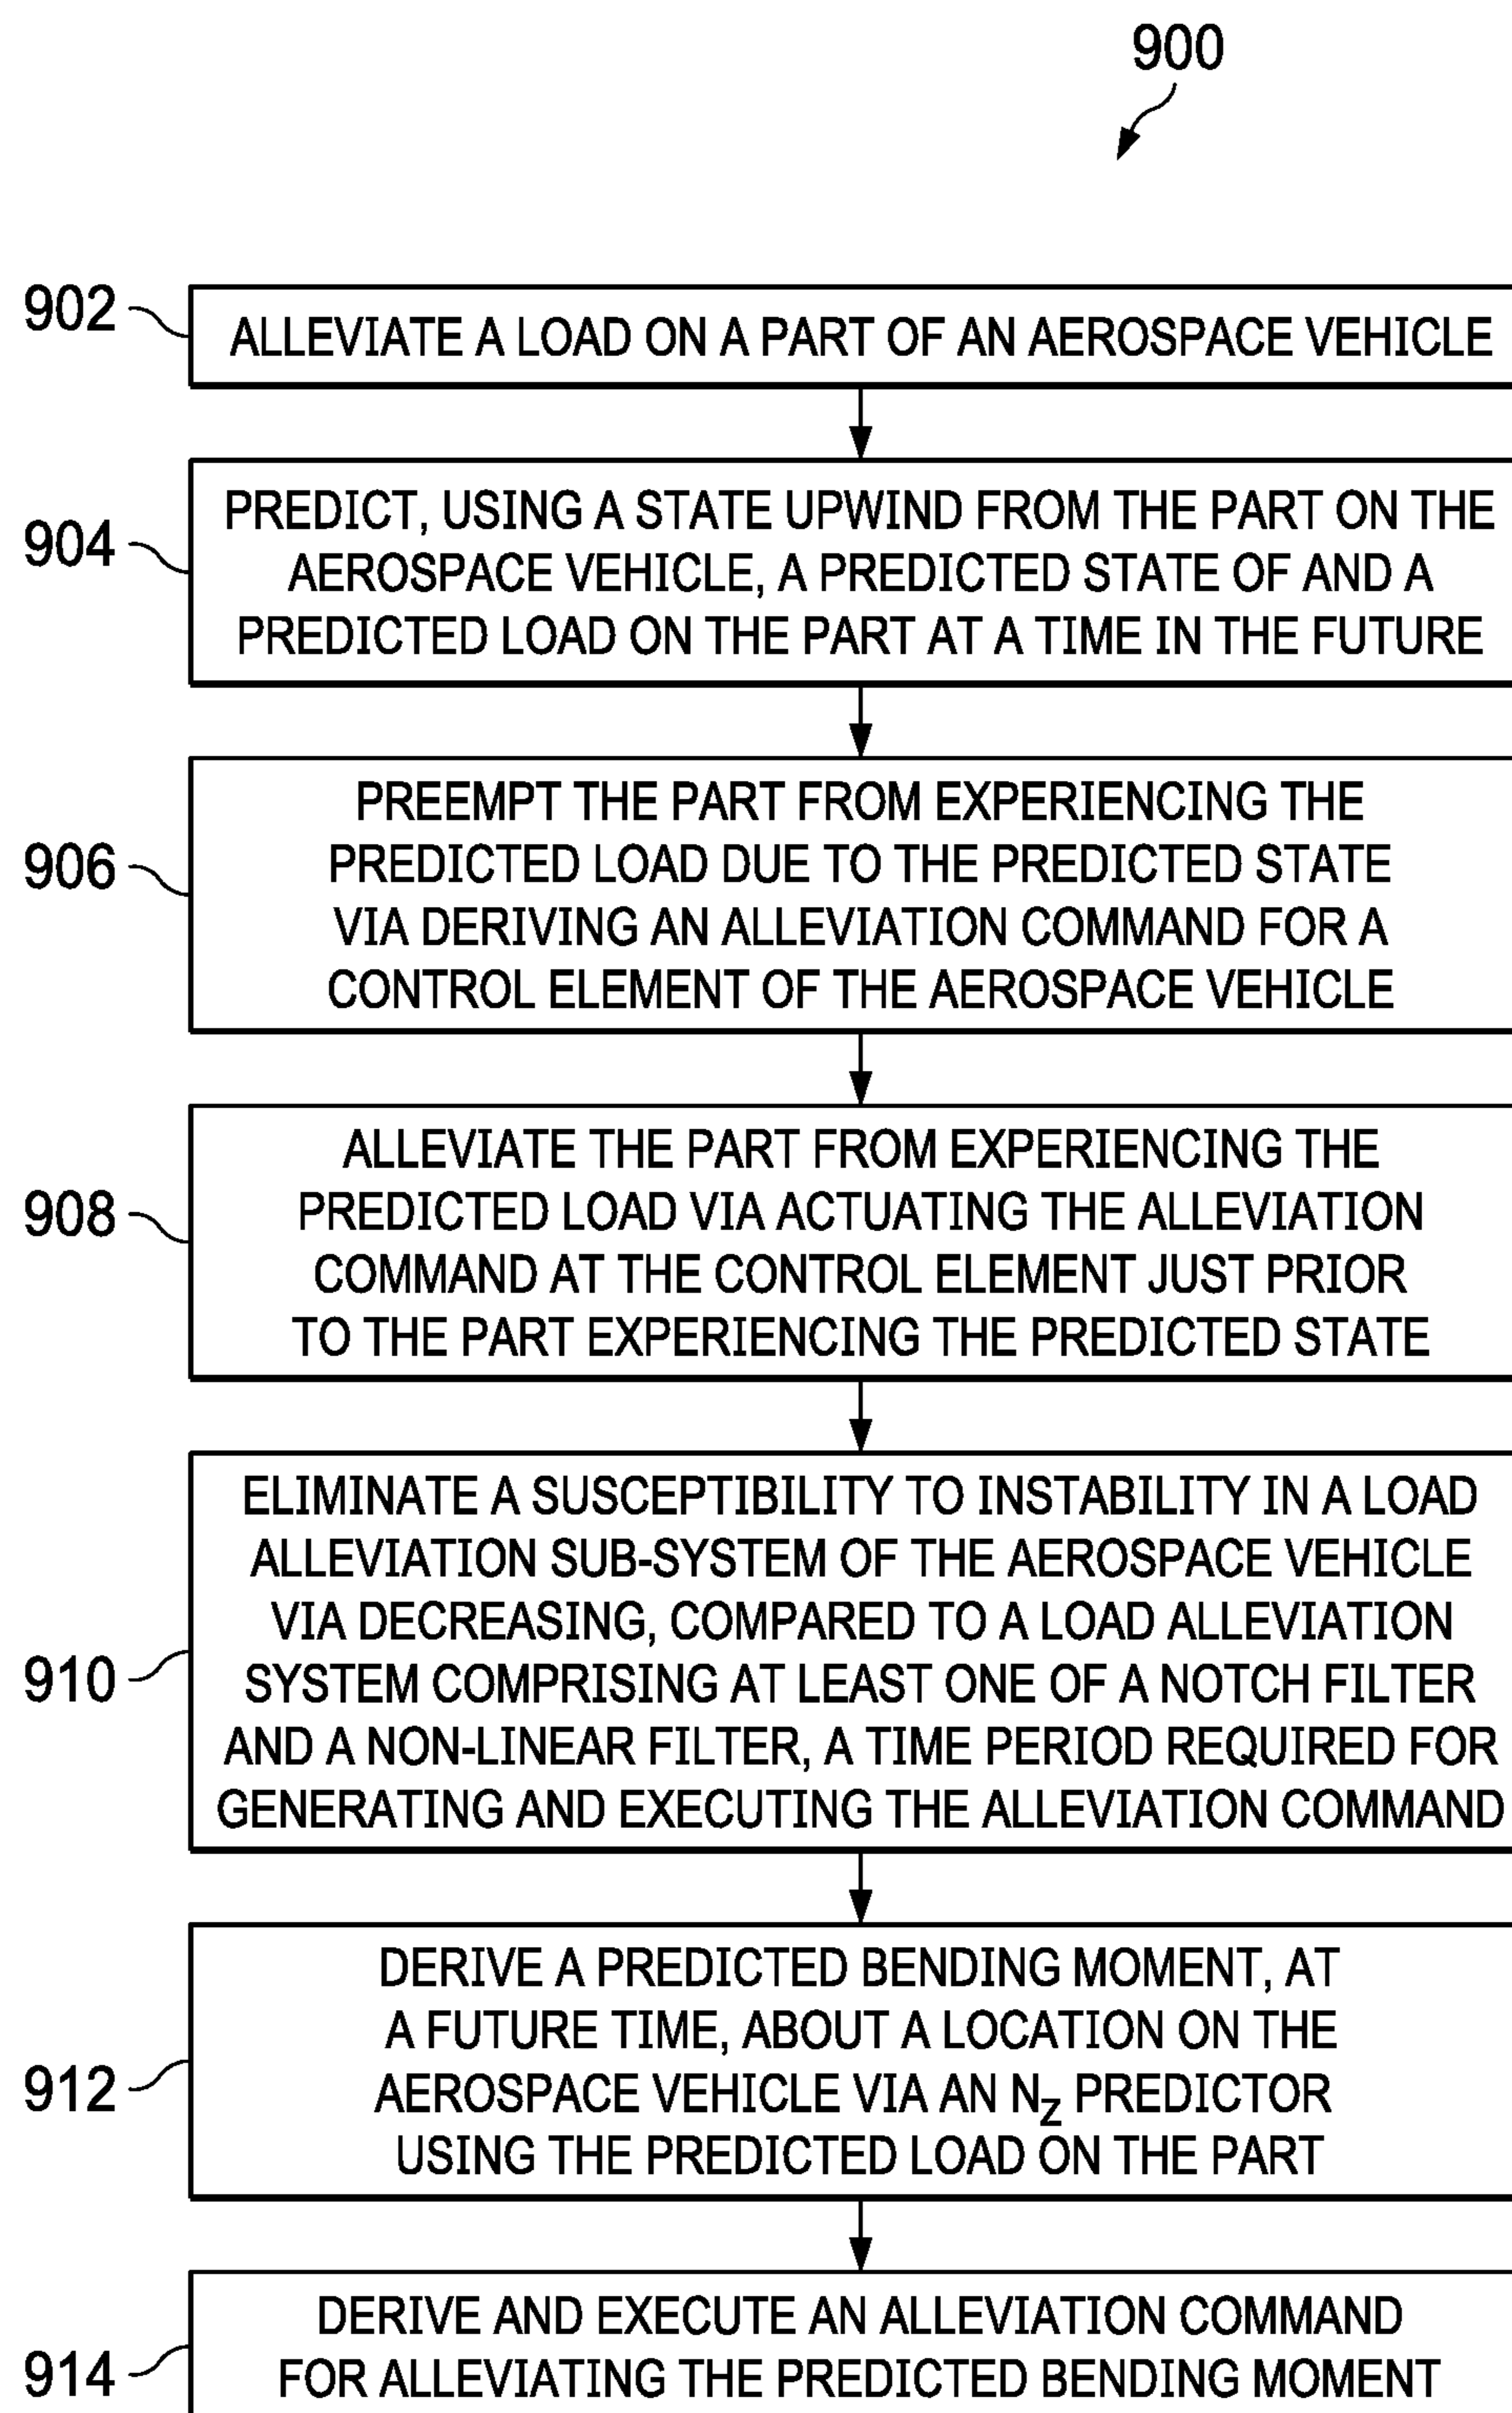 900
902
ALLEVIATE A LOAD ON A PART OF AN AEROSPACE VEHICLE
904
PREDICT, USING A STATE UPWIND FROM THE PART ON THE
AEROSPACE VEHICLE, A PREDICTED STATE OF AND A
PREDICTED LOAD ON THE PART AT A TIME IN THE FUTURE
906
PREEMPT THE PART FROM EXPERIENCING THE
PREDICTED LOAD DUE TO THE PREDICTED STATE
VIA DERIVING AN ALLEVIATION COMMAND FOR A
CONTROL ELEMENT OF THE AEROSPACE VEHICLE
908
ALLEVIATE THE PART FROM EXPERIENCING THE
PREDICTED LOAD VIA ACTUATING THE ALLEVIATION
COMMAND AT THE CONTROL ELEMENT JUST PRIOR
TO THE PART EXPERIENCING THE PREDICTED STATE
910
ELIMINATE A SUSCEPTIBILITY TO INSTABILITY IN A LOAD
ALLEVIATION SUB-SYSTEM OF THE AEROSPACE VEHICLE
VIA DECREASING, COMPARED TO A LOAD ALLEVIATION
SYSTEM COMPRISING AT LEAST ONE OF A NOTCH FILTER
AND A NON-LINEAR FILTER, A TIME PERIOD REQUIRED FOR
GENERATING AND EXECUTING THE ALLEVIATION COMMAND
912
DERIVE A PREDICTED BENDING MOMENT, AT
A FUTURE TIME, ABOUT A LOCATION ON THE
AEROSPACE VEHICLE VIA AN NZ PREDICTOR
USING THE PREDICTED LOAD ON THE PART
914
DERIVE AND EXECUTE AN ALLEVIATION COMMAND
FOR ALLEVIATING THE PREDICTED BENDING MOMENT